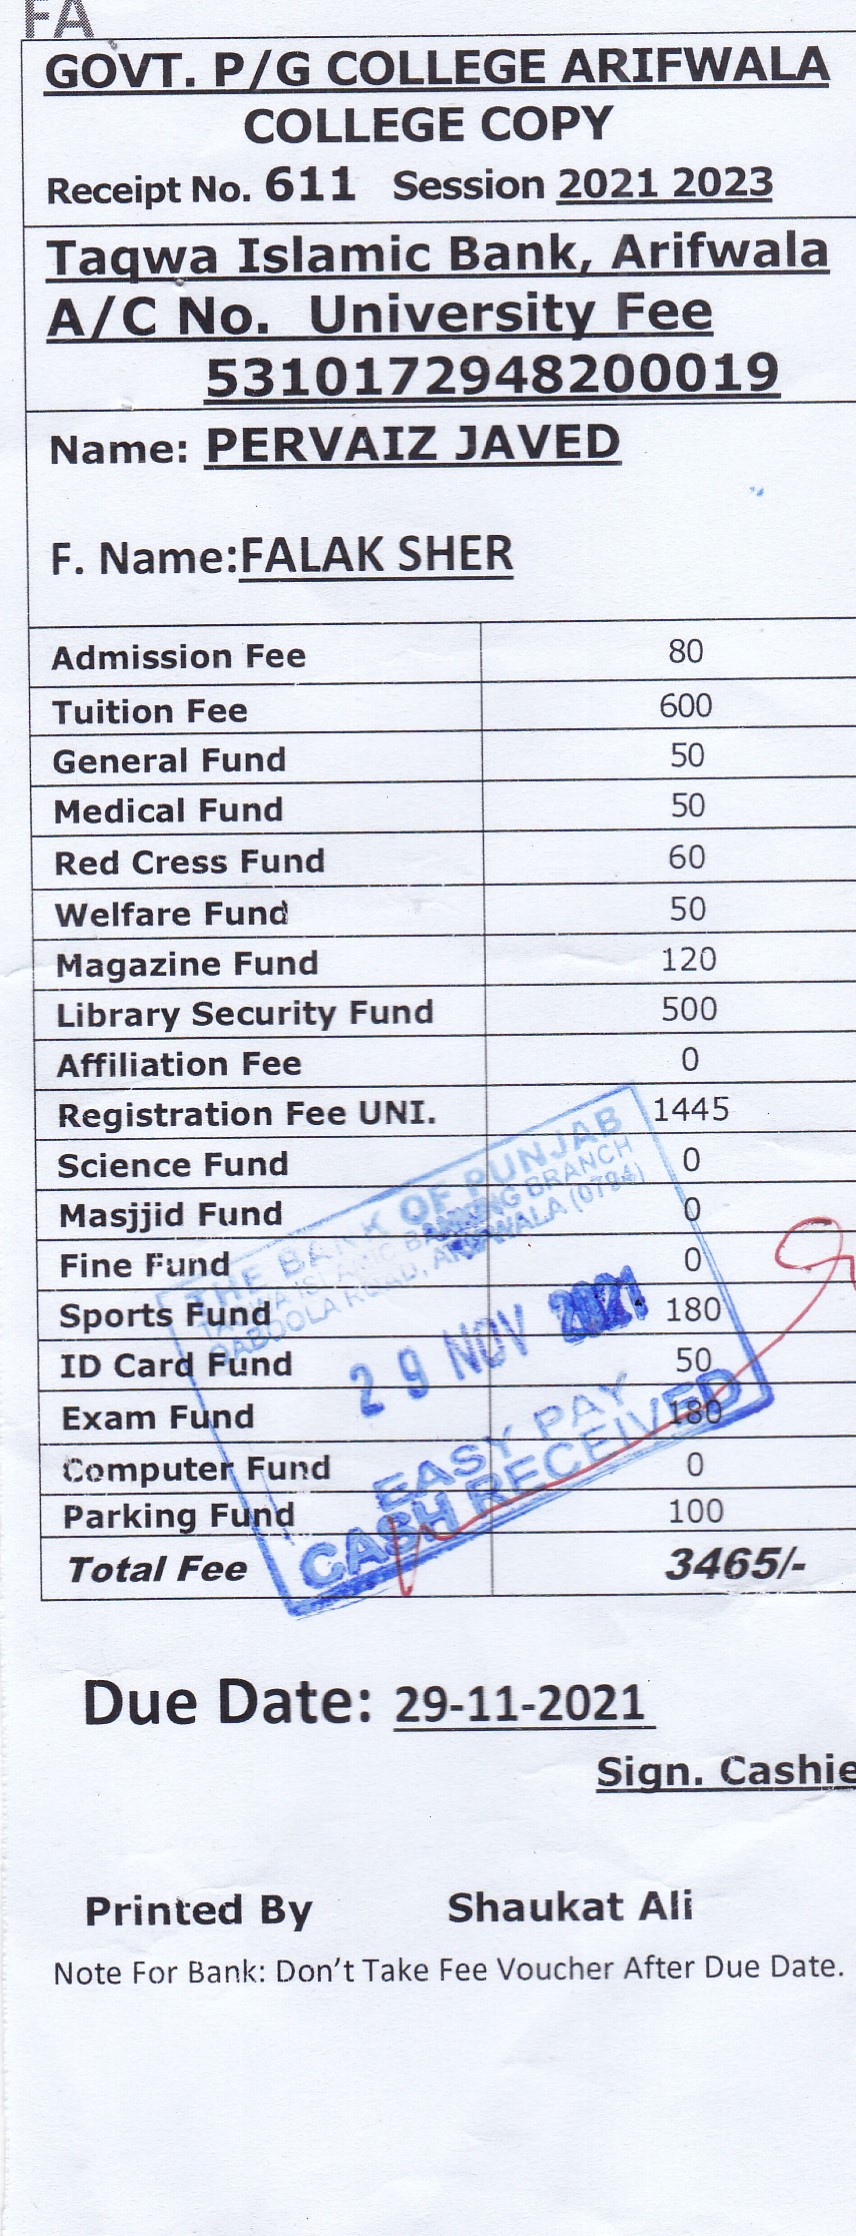 FA
GOVT. P/G COLLEGE ARIFWALA
COLLEGE COPY
Receipt No. 611 Session 2021 2023
Taqwa Islamic Bank, Arifwala
A/C No. University Fee
5310172948200019
Name: PERVAIZ JAVED
F. Name:FALAK SHER
Admission Fee 80
Tuition Fee 600
General Fund 50
Medical Fund 50
Red Cress Fund 60
Welfare Fund 50
Magazine Fund 120
Library Security Fund 500
Affiliation Fee 0
Registration Fee UNI. 1445
Science Fund 0
Masjjid Fund 0
Fine Fund 0
Sports Fund 180
ID Card Fund 50
Exam Fund 180
Computer Fund 0
Parking Fund 100
Total Fee 3465/-
THE BANK OF PUNJAB
TAQWA ISLAMIC BANKING BRANCH
QABOOLA ROAD, ARIFWALA (0784)
29 NOV 2021
EASY PAY
CASH RECEIVED
Due Date: 29-11-2021
Sign. Cashie
Printed By Shaukat Ali
Note For Bank: Don't Take Fee Voucher After Due Date.